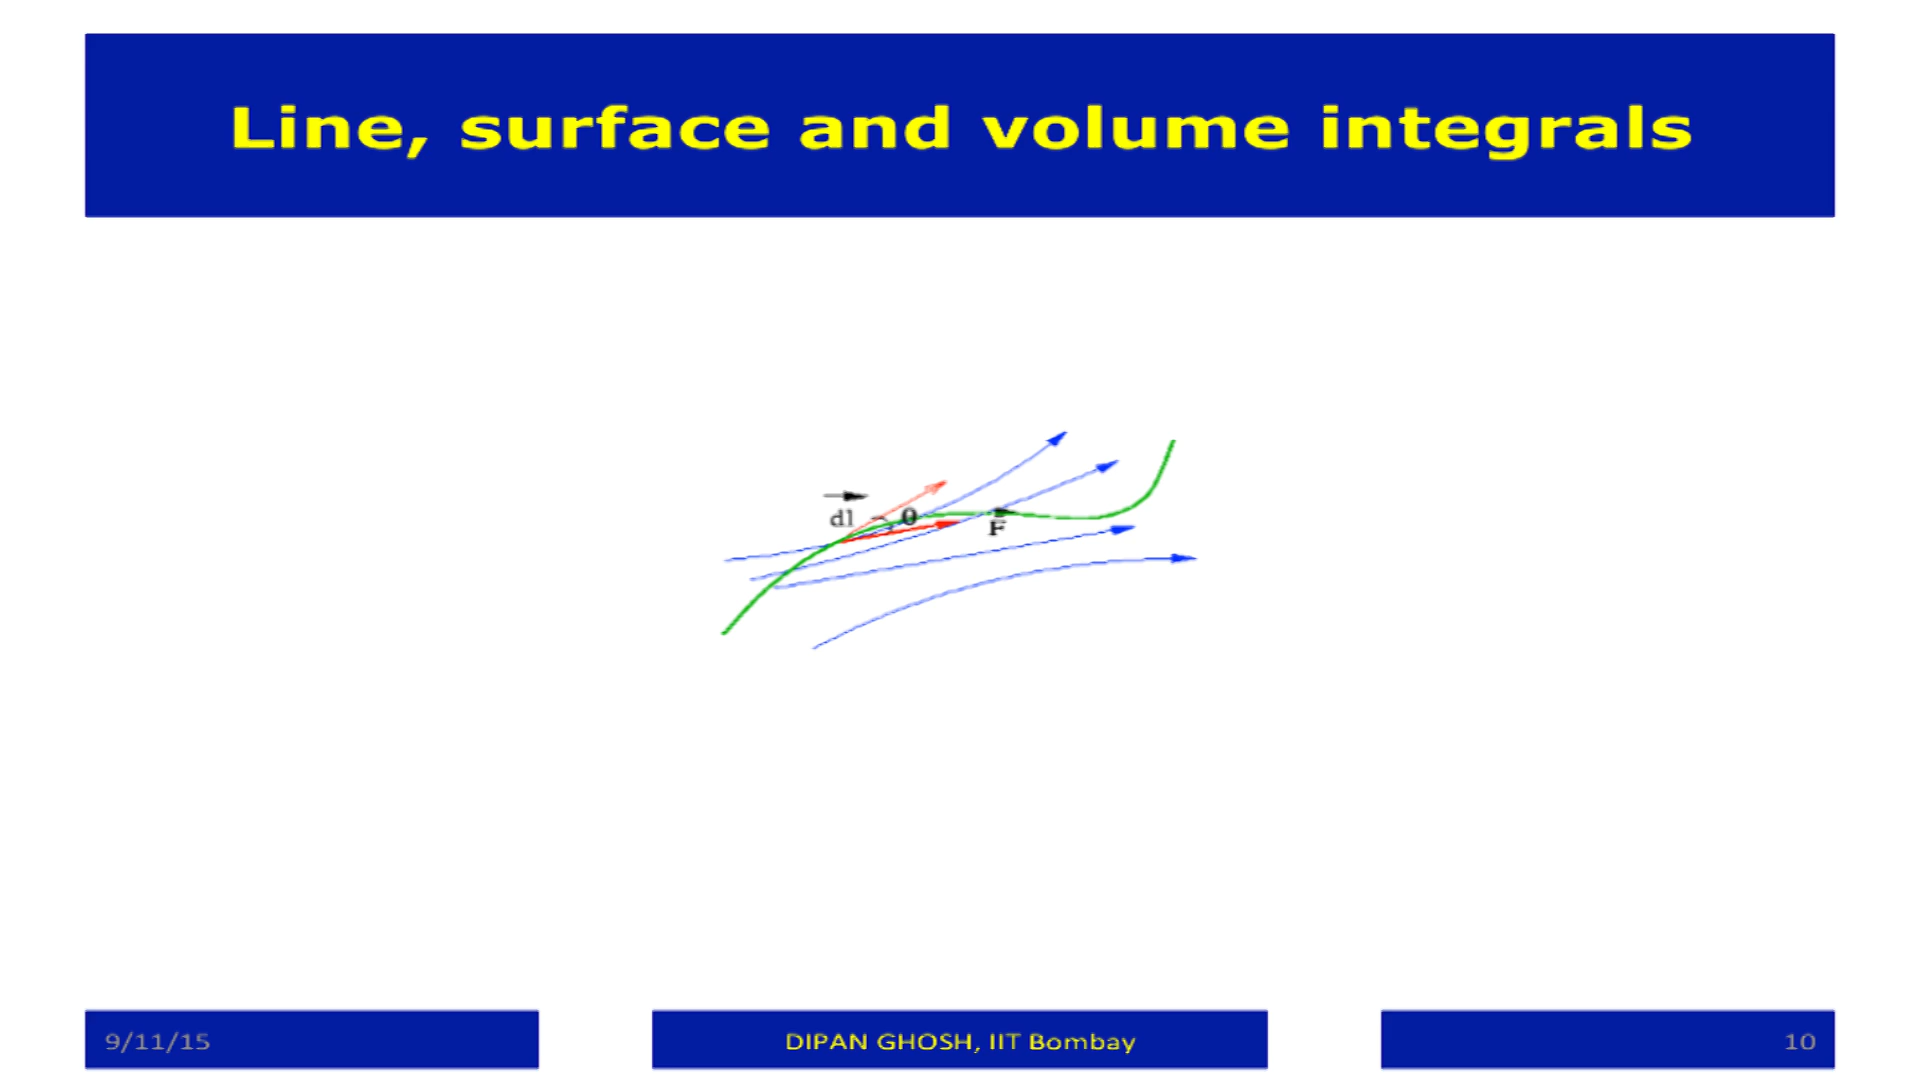 Line, surface and volume integrals
dl θ
F
9/11/15
DIPAN GHOSH, IIT Bombay
10